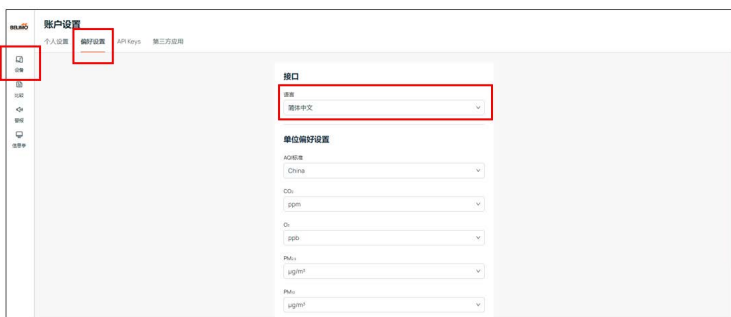 BELIMO
账户设置
个人设置 偏好设置 API Keys 第三方应用
设备
比较
警报
信息亭
接口
语言
简体中文
单位偏好设置
AQI标准
China
CO₂
ppm
O₃
ppb
PM₂.₅
µg/m³
PM₁₀
µg/m³